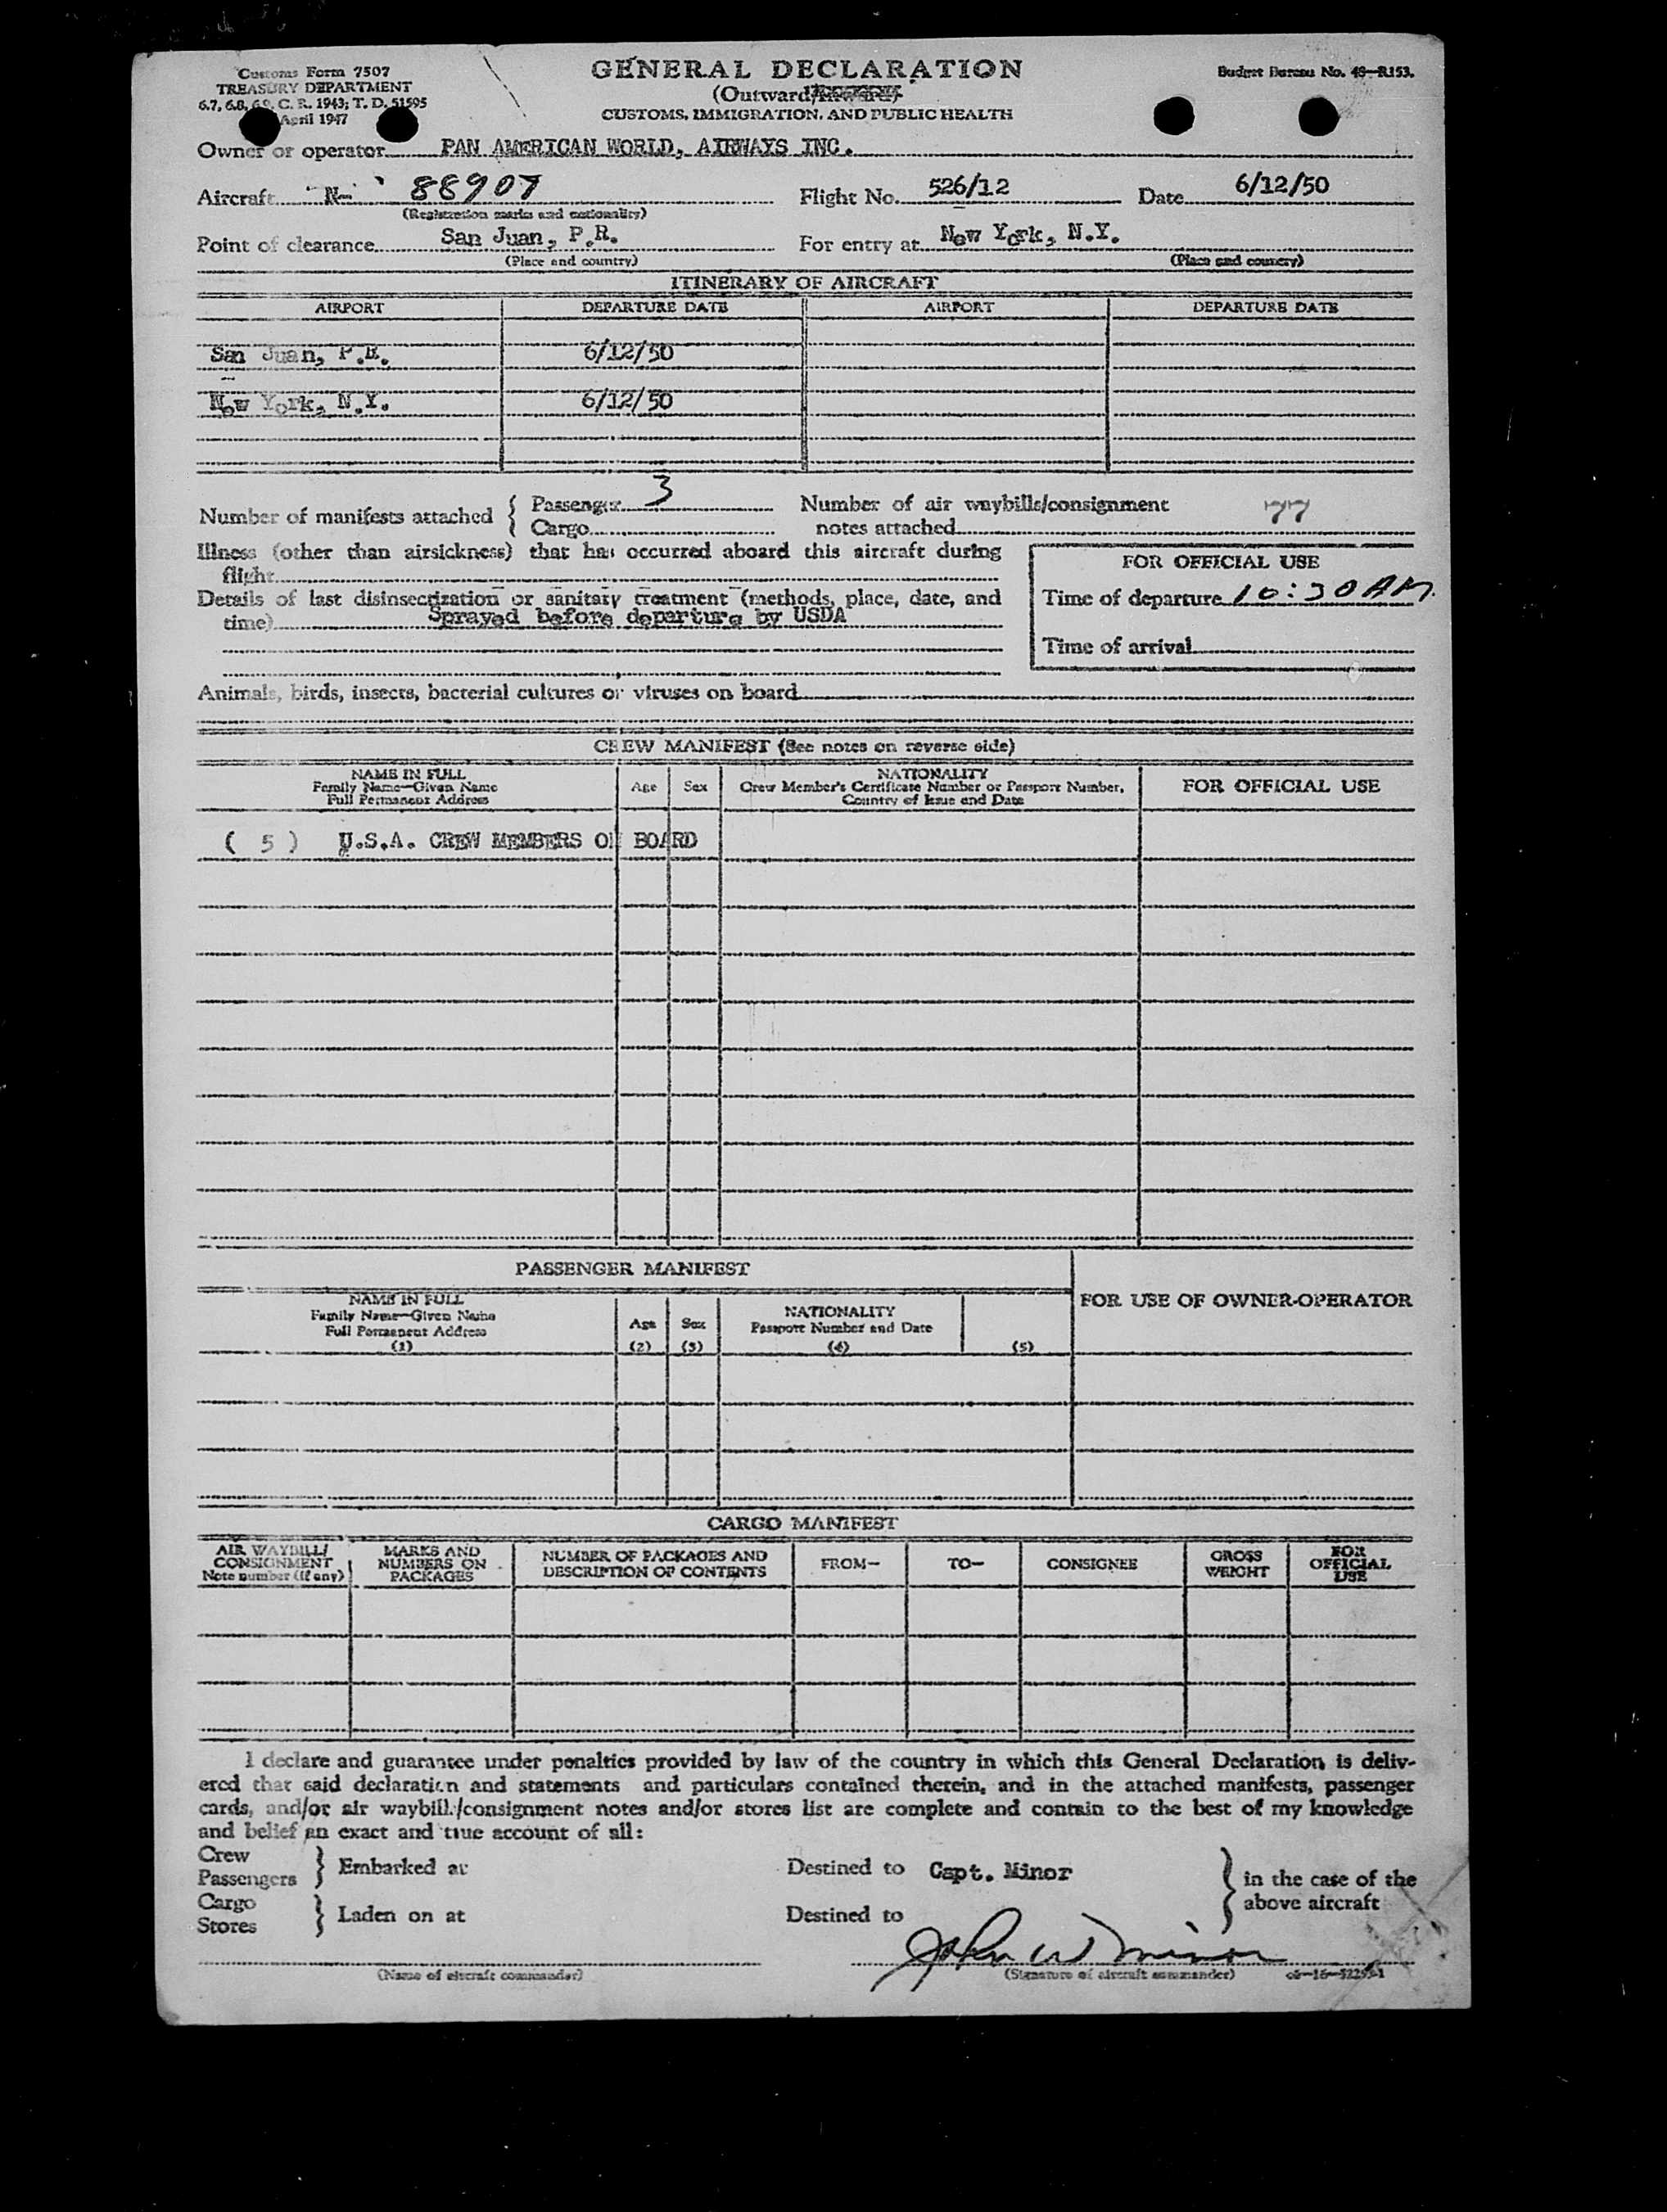 Customs Form 7507
TREASURY DEPARTMENT
6.7, 6.8, 6.9, C. R. 1943; T. D. 51595
April 1947
GENERAL DECLARATION
(Outward/
CUSTOMS, IMMIGRATION, AND PUBLIC HEALTH
Budget Bureau No. 48—R153.
Owner or operator PAN AMERICAN WORLD, AIRWAYS INC.
Aircraft N- 88907 Flight No. 526/12 Date 6/12/50
(Registration marks and nationality)
Point of clearance San Juan, P.R. For entry at New York, N.Y.
(Place and country) (Place and country)
ITINERARY OF AIRCRAFT
AIRPORT DEPARTURE DATE AIRPORT DEPARTURE DATE
San Juan, P.R. 6/12/50
New York, N.Y. 6/12/50
Number of manifests attached { Passenger 3 Number of air waybills/consignment 77
Cargo notes attached
Illness (other than airsickness) that has occurred aboard this aircraft during
flight
Details of last disinsectization or sanitary treatment (methods, place, date, and
time) Sprayed before departure by USDA
FOR OFFICIAL USE
Time of departure 10:30 AM.
Time of arrival
Animals, birds, insects, bacterial cultures or viruses on board
CREW MANIFEST (See notes on reverse side)
NAME IN FULL
Family Name—Given Name
Full Permanent Address
Age Sex
NATIONALITY
Crew Member's Certificate Number or Passport Number,
Country of Issue and Date
FOR OFFICIAL USE
( 5 ) U.S.A. CREW MEMBERS ON BOARD
PASSENGER MANIFEST
NAME IN FULL
Family Name—Given Name
Full Permanent Address
(1)
Age
(2)
Sex
(3)
NATIONALITY
Passport Number and Date
(4) (5)
FOR USE OF OWNER-OPERATOR
CARGO MANIFEST
AIR WAYBILL/
CONSIGNMENT
Note number (if any)
MARKS AND
NUMBERS ON
PACKAGES
NUMBER OF PACKAGES AND
DESCRIPTION OF CONTENTS
FROM— TO— CONSIGNEE
GROSS
WEIGHT
FOR
OFFICIAL
USE
I declare and guarantee under penalties provided by law of the country in which this General Declaration is deliv-
ered that said declaration and statements and particulars contained therein, and in the attached manifests, passenger
cards, and/or air waybill/consignment notes and/or stores list are complete and contain to the best of my knowledge
and belief an exact and true account of all:
Crew
Passengers } Embarked at Destined to Capt. Minor } in the case of the
Cargo above aircraft
Stores } Laden on at Destined to
John W Minor
(Name of aircraft commander) (Signature of aircraft commander)